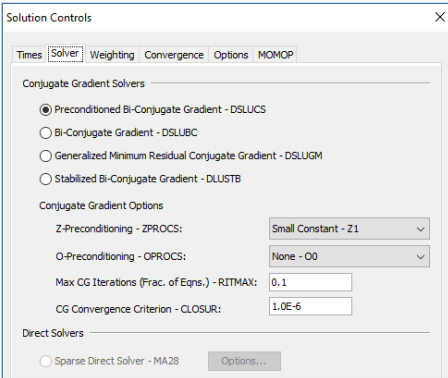 Solution Controls
Times Solver Weighting Convergence Options MOMOP
Conjugate Gradient Solvers
Preconditioned Bi-Conjugate Gradient - DSLUCS
Bi-Conjugate Gradient - DSLUBC
Generalized Minimum Residual Conjugate Gradient - DSLUGM
Stabilized Bi-Conjugate Gradient - DLUSTB
Conjugate Gradient Options
Z-Preconditioning - ZPROCS: Small Constant - Z1
O-Preconditioning - OPROCS: None - O0
Max CG Iterations (Frac. of Eqns.) - RITMAX: 0.1
CG Convergence Criterion - CLOSUR: 1.0E-6
Direct Solvers
Sparse Direct Solver - MA28 Options...